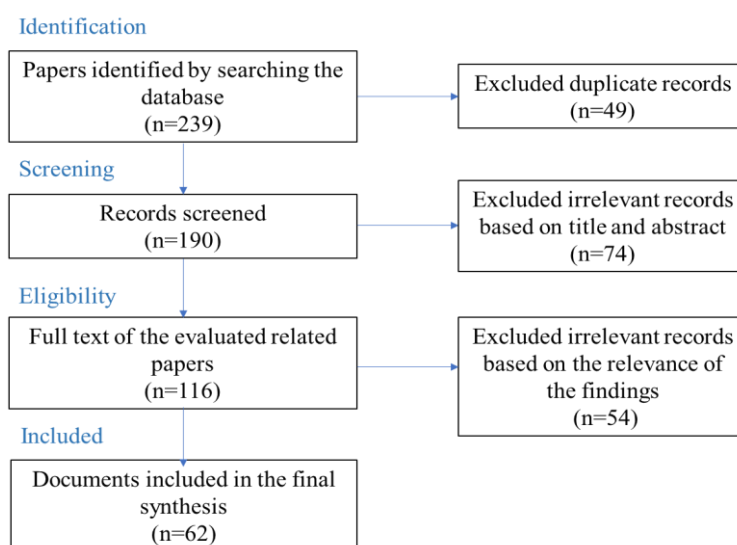 Identification
Papers identified by searching the
database
(n=239)
Excluded duplicate records
(n=49)
Screening
Records screened
(n=190)
Excluded irrelevant records
based on title and abstract
(n=74)
Eligibility
Full text of the evaluated related
papers
(n=116)
Excluded irrelevant records
based on the relevance of
the findings
(n=54)
Included
Documents included in the final
synthesis
(n=62)